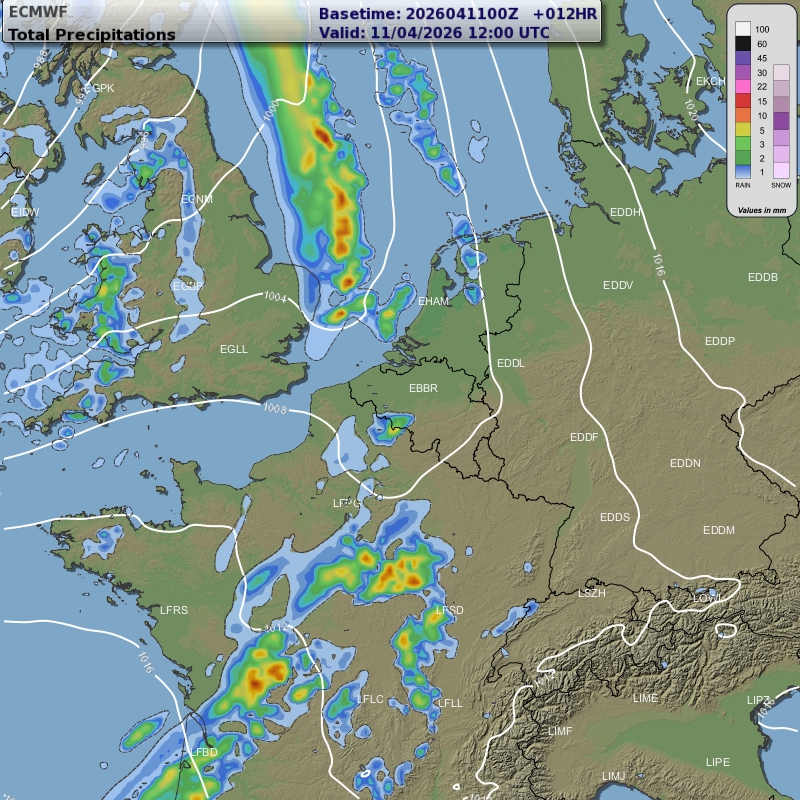 ECMWF
Total Precipitations
Basetime: 2026041100Z +012HR
Valid: 11/04/2026 12:00 UTC
100
60
45
30
22
15
10
5
3
2
1
RAIN
SNOW
Values in mm
EGPK
EKCH
1020
1000
EIDW
EGNM
EDDH
1016
EGBB
EDDV
EDDB
1004
EHAM
EGLL
EDDP
EDDL
EBBR
1008
EDDF
EDDN
LFPG
EDDS
EDDM
LSZH
LOWI
LFRS
LFSD
1012
1016
1012
LFLC
LFLL
LIME
LIPZ
LIMF
LFBD
LIPE
LIMJ